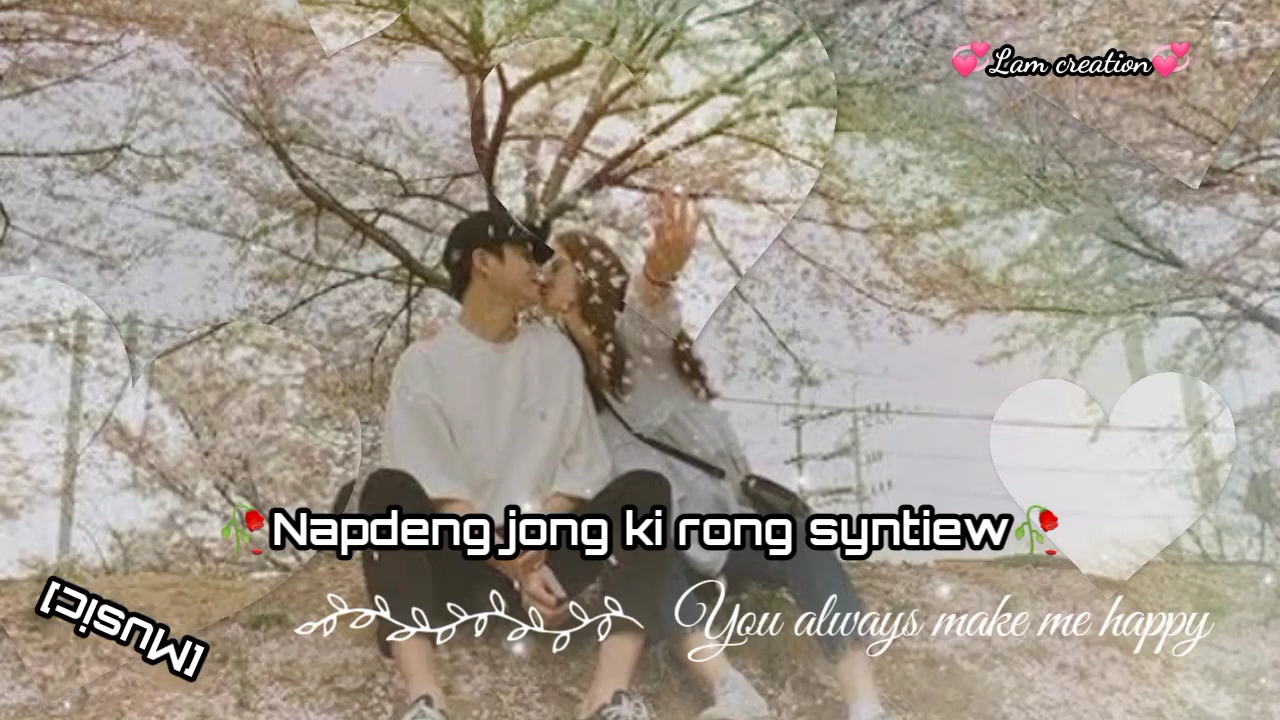 💞Lam creation💞
🥀Napdeng jong ki rong syntiew🥀
You always make me happy
[Music]